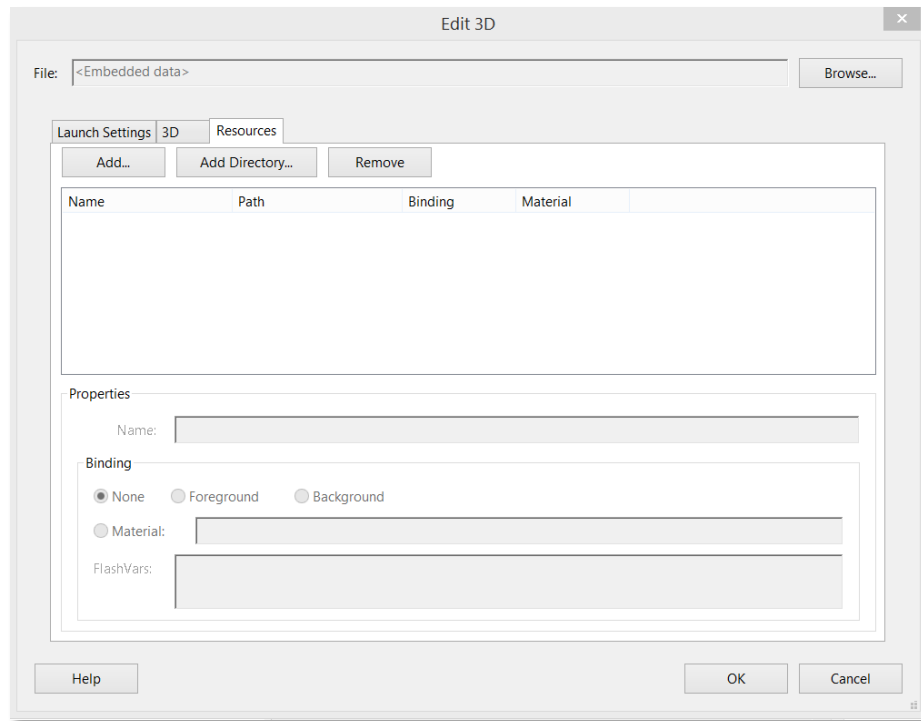 Edit 3D
File: <Embedded data> Browse...
Launch Settings 3D Resources
Add... Add Directory... Remove
Name Path Binding Material
Properties
Name:
Binding
None Foreground Background
Material:
FlashVars:
Help OK Cancel